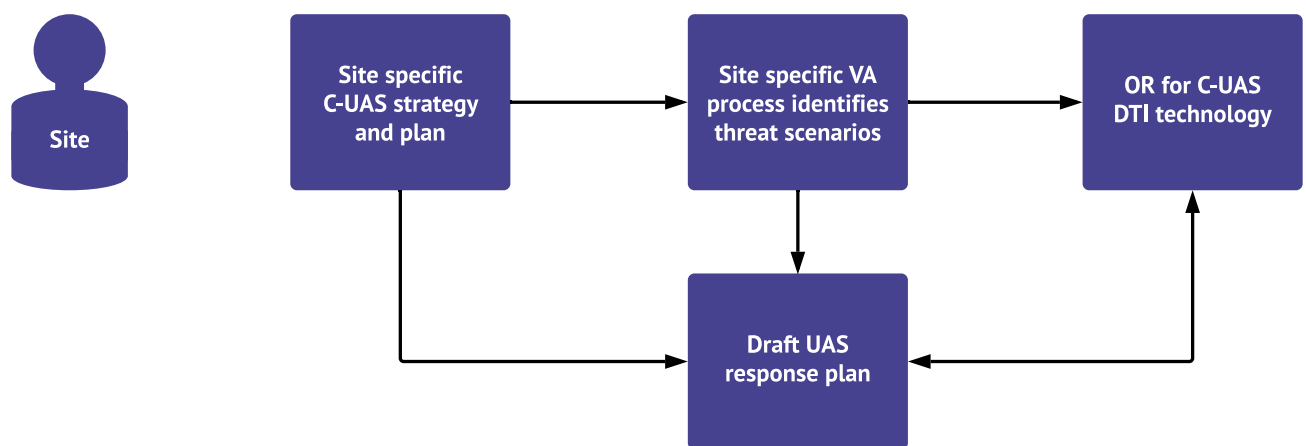 Site
Site specific
C-UAS strategy
and plan
Site specific VA
process identifies
threat scenarios
OR for C-UAS
DTI technology
Draft UAS
response plan